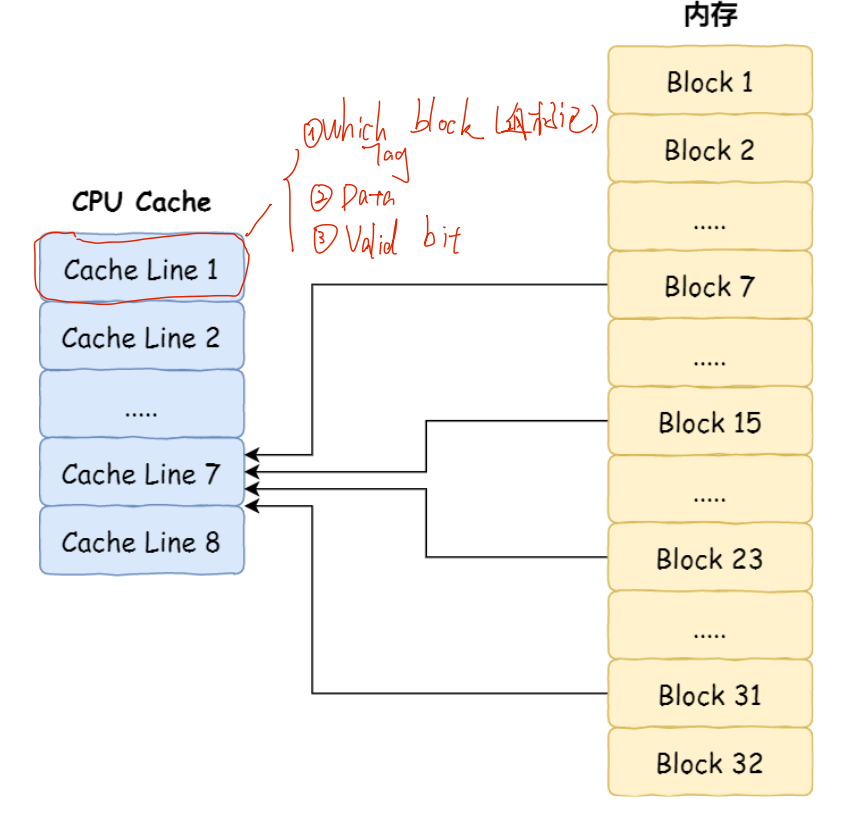 内存
Block 1
Block 2
.....
Block 7
.....
Block 15
.....
Block 23
.....
Block 31
Block 32
①which block (组标记)
Tag
② Data
③ Valid bit
CPU Cache
Cache Line 1
Cache Line 2
.....
Cache Line 7
Cache Line 8